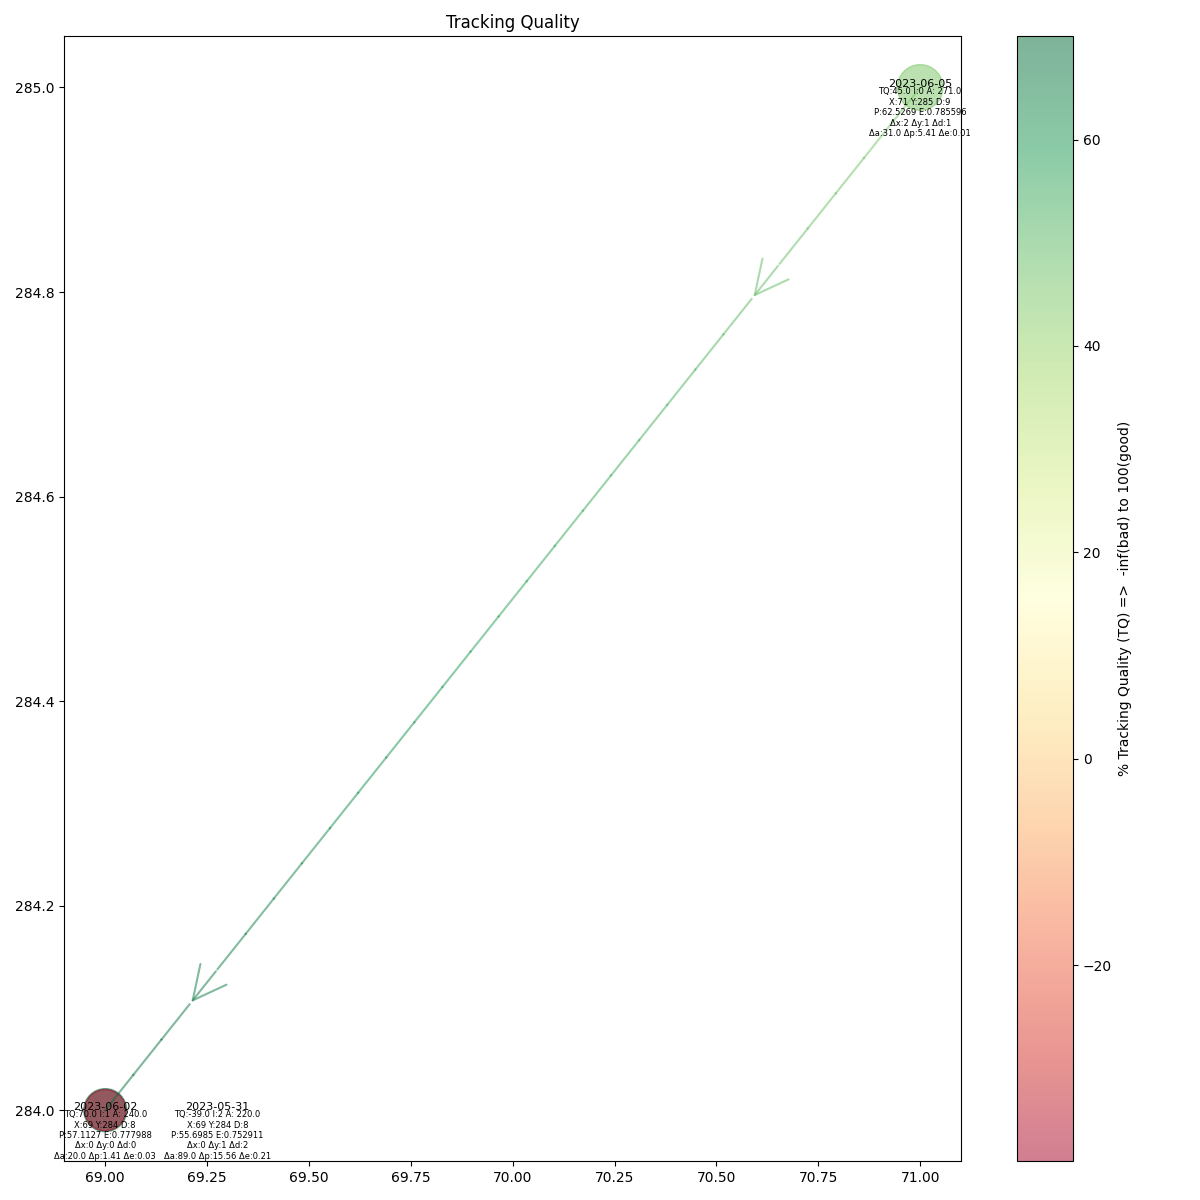 Tracking Quality
285.0
284.8
284.6
284.4
284.2
284.0
2023-06-05
TQ:45.0 I:0 A: 271.0
X:71 Y:285 D:9
P:62.5269 E:0.785596
Δx:2 Δy:1 Δd:1
Δa:31.0 Δp:5.41 Δe:0.01
2023-06-02
TQ:70.0 I:1 A: 240.0
X:69 Y:284 D:8
P:57.1127 E:0.777988
Δx:0 Δy:0 Δd:0
Δa:20.0 Δp:1.41 Δe:0.03
2023-05-31
TQ:-39.0 I:2 A: 220.0
X:69 Y:284 D:8
P:55.6985 E:0.752911
Δx:0 Δy:1 Δd:2
Δa:89.0 Δp:15.56 Δe:0.21
69.00 69.25 69.50 69.75 70.00 70.25 70.50 70.75 71.00
60
40
20
0
−20
% Tracking Quality (TQ) => -inf(bad) to 100(good)